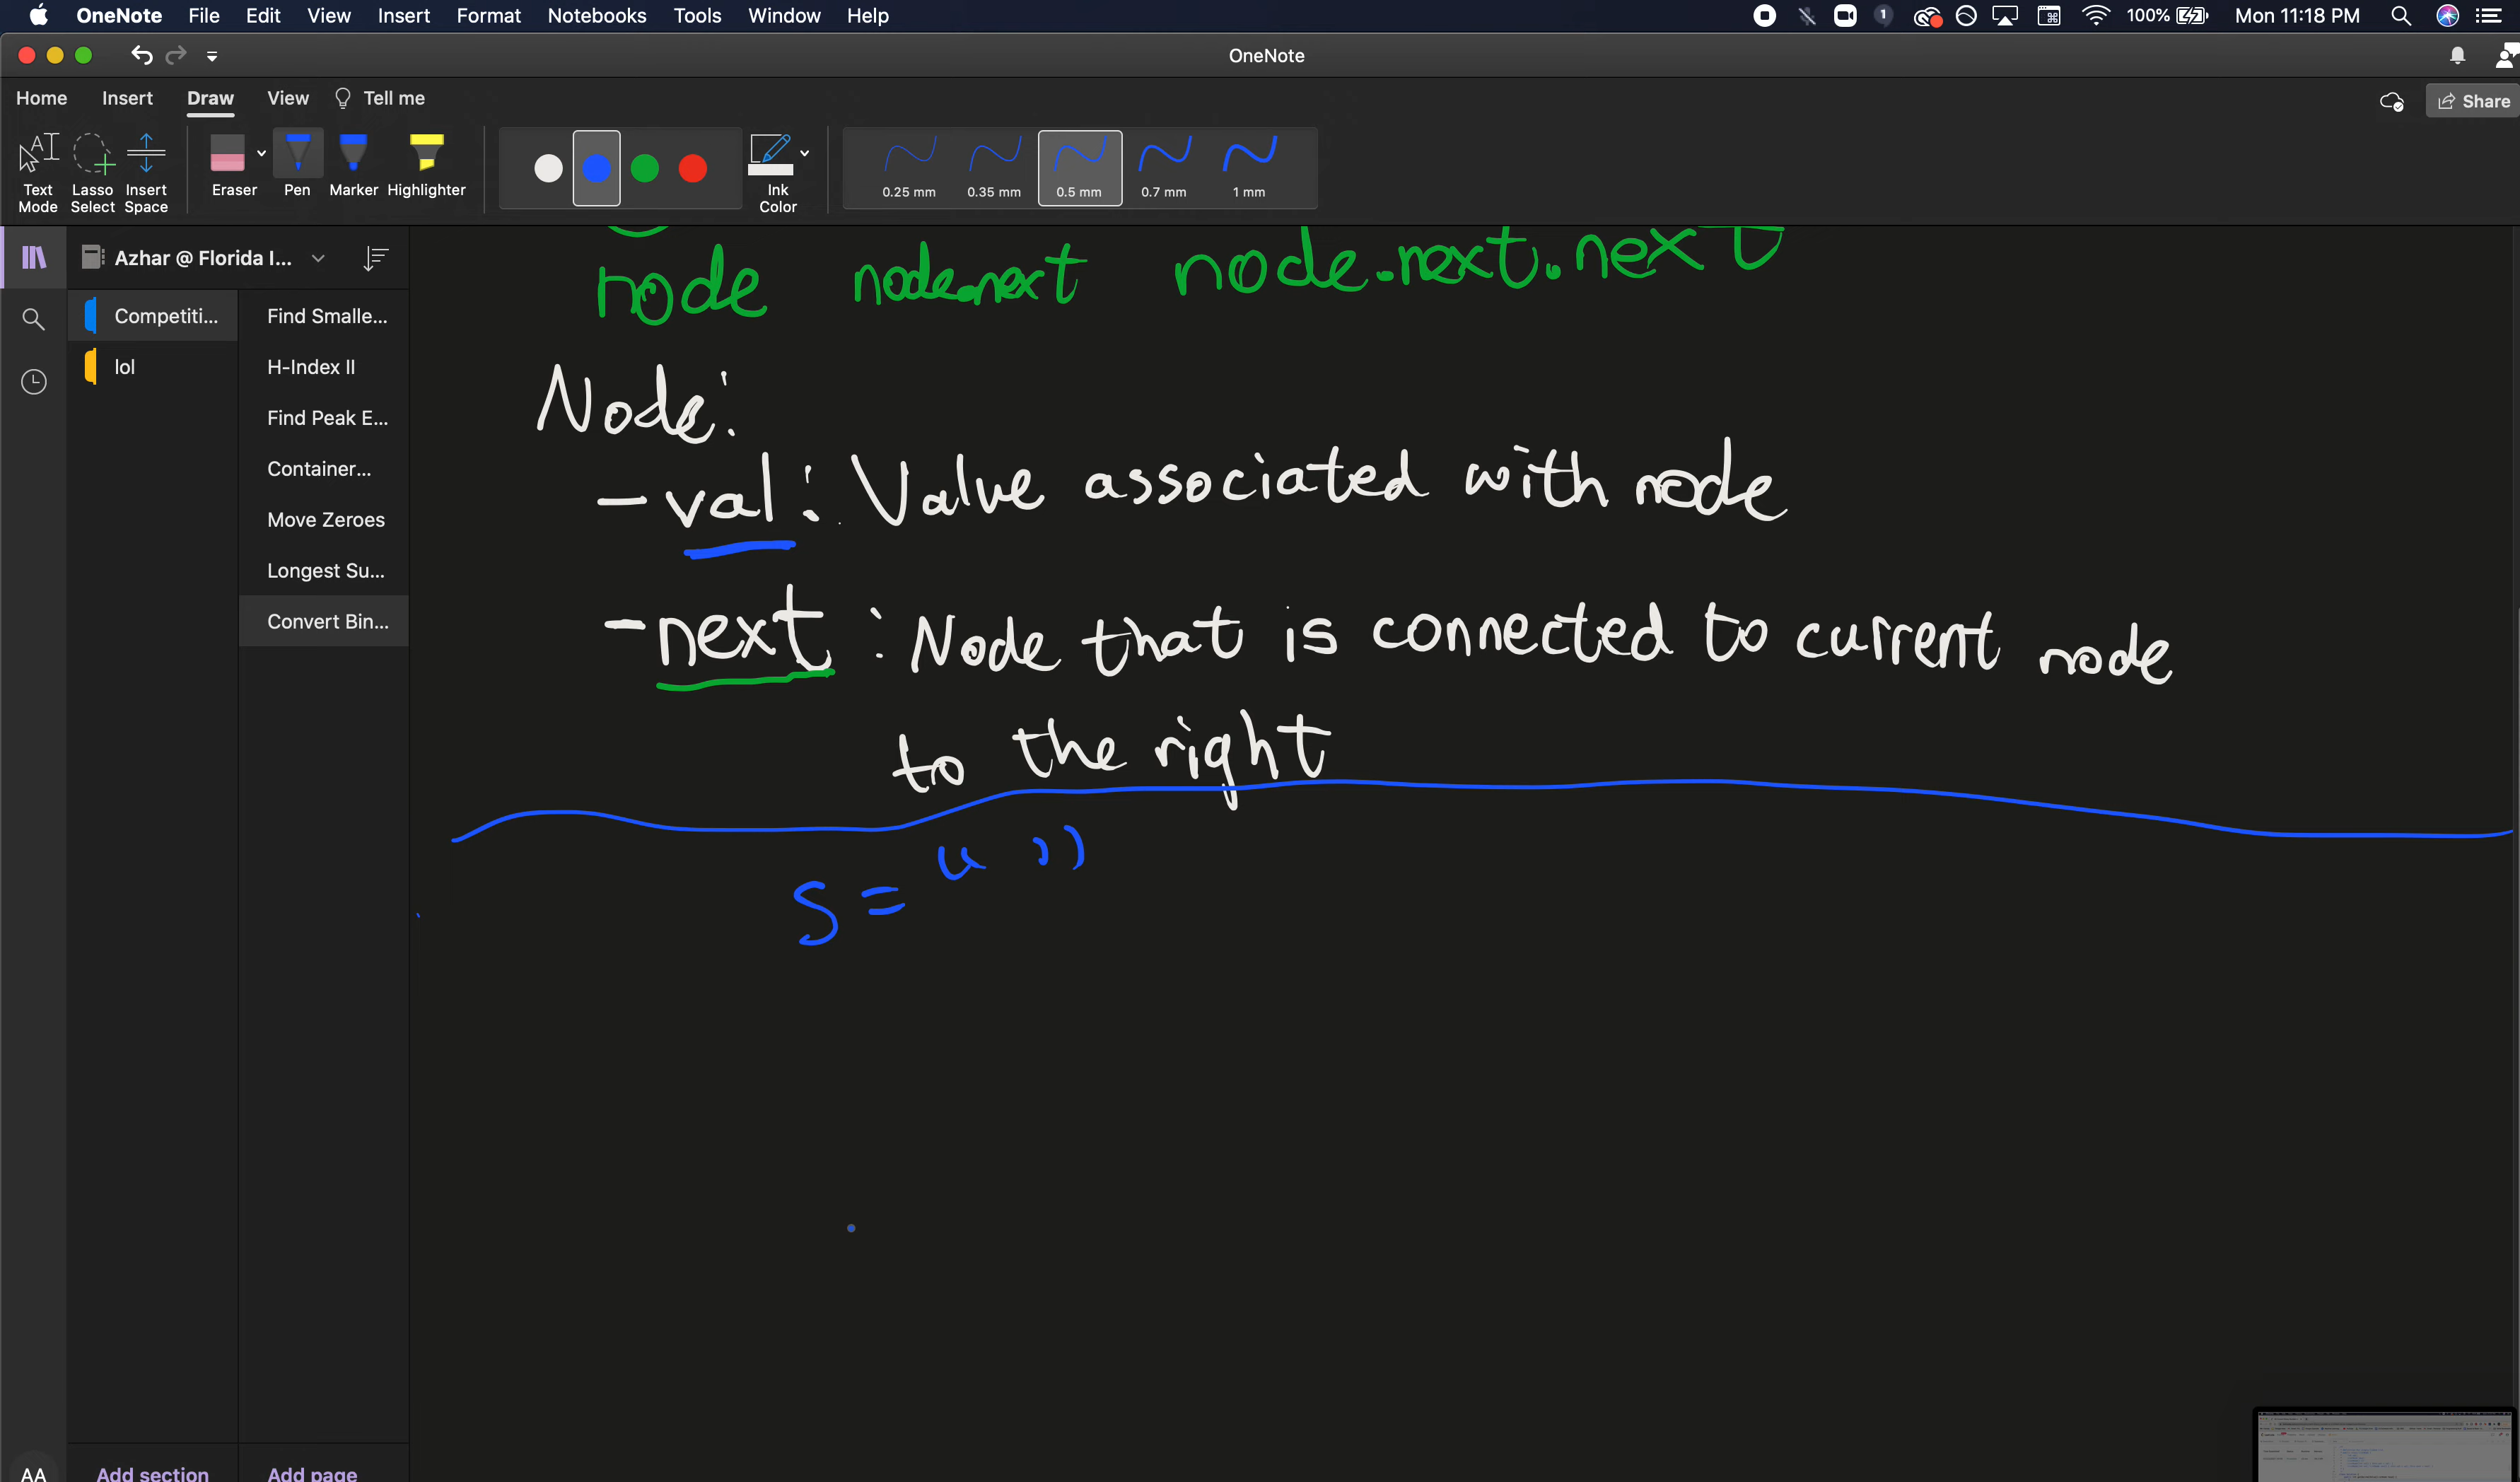 OneNote File Edit View Insert Format Notebooks Tools Window Help 1 100% Mon 11:18 PM
OneNote
Home Insert Draw View Tell me Share
Text Mode Lasso Select Insert Space Eraser Pen Marker Highlighter Ink Color 0.25 mm 0.35 mm 0.5 mm 0.7 mm 1 mm
Azhar @ Florida I...
Competiti...
lol
Find Smalle...
H-Index II
Find Peak E...
Container...
Move Zeroes
Longest Su...
Convert Bin...
node node.next node.next.next
Node:
- val: Value associated with node
- next: Node that is connected to current node
to the right
S = " "
AA Add section Add page